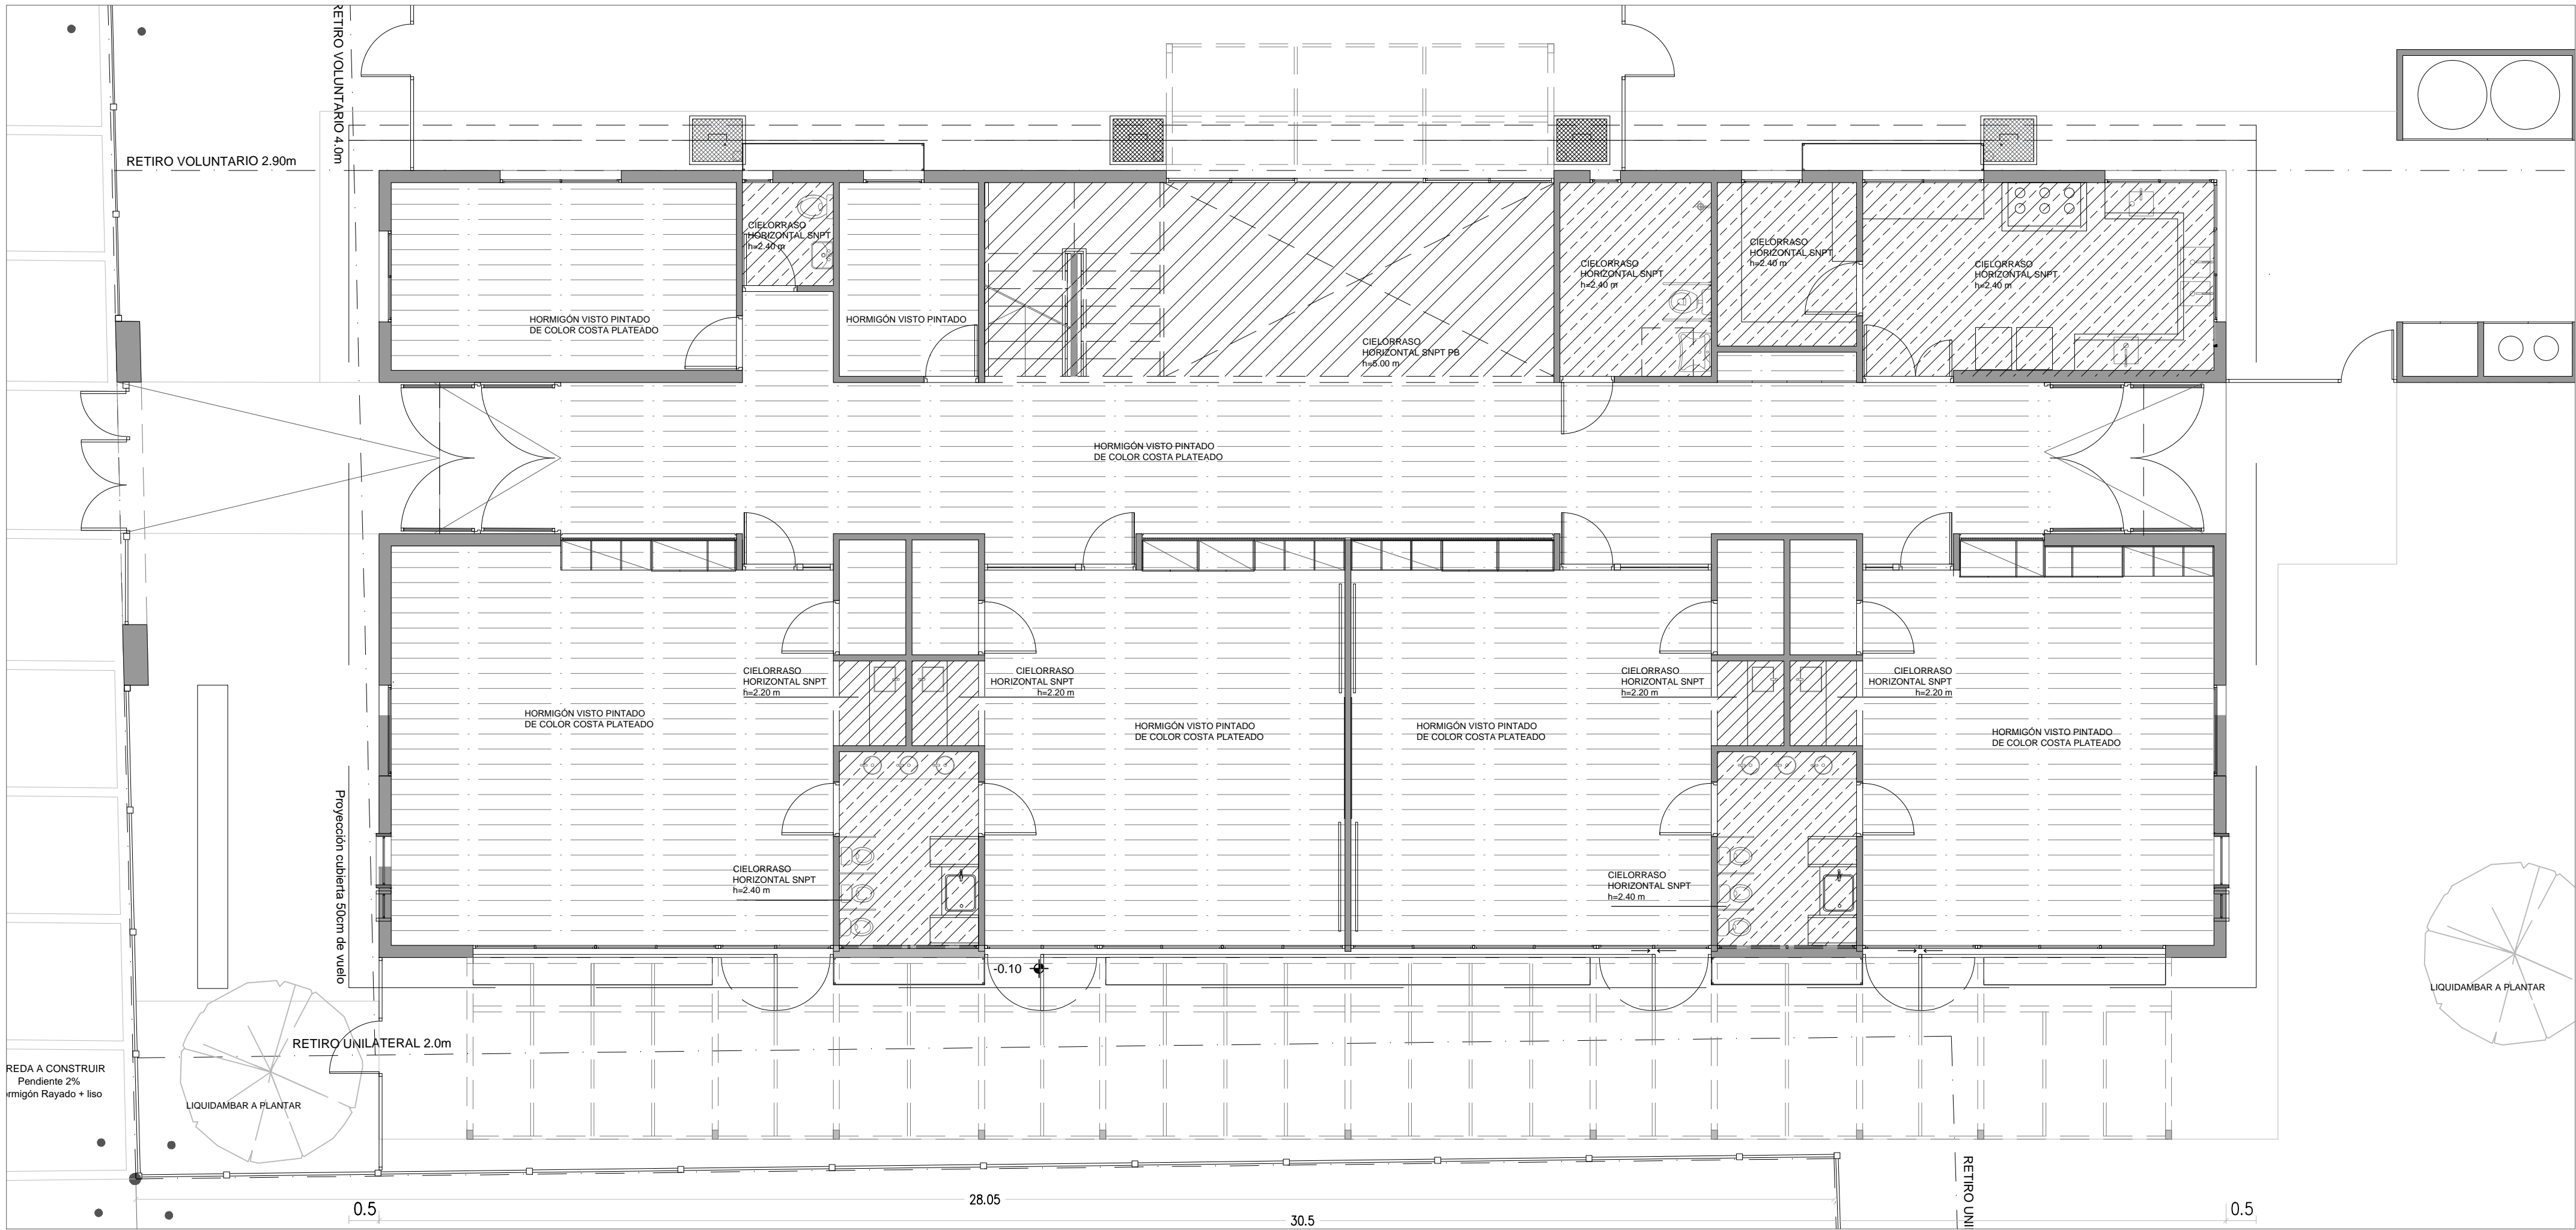 RETIRO VOLUNTARIO 4.0m
RETIRO VOLUNTARIO 2.90m
CIELORRASO
HORIZONTAL SNPT
h=2.40 m
CIELORRASO
HORIZONTAL SNPT
h=2.40 m
CIELORRASO
HORIZONTAL SNPT
h=2.40 m
CIELORRASO
HORIZONTAL SNPT
h=2.40 m
HORMIGÓN VISTO PINTADO
DE COLOR COSTA PLATEADO
HORMIGÓN VISTO PINTADO
CIELORRASO
HORIZONTAL SNPT PB
h=5.00 m
HORMIGÓN VISTO PINTADO
DE COLOR COSTA PLATEADO
CIELORRASO
HORIZONTAL SNPT
h=2.20 m
CIELORRASO
HORIZONTAL SNPT
h=2.20 m
CIELORRASO
HORIZONTAL SNPT
h=2.20 m
CIELORRASO
HORIZONTAL SNPT
h=2.20 m
HORMIGÓN VISTO PINTADO
DE COLOR COSTA PLATEADO
HORMIGÓN VISTO PINTADO
DE COLOR COSTA PLATEADO
HORMIGÓN VISTO PINTADO
DE COLOR COSTA PLATEADO
HORMIGÓN VISTO PINTADO
DE COLOR COSTA PLATEADO
Proyección cubierta 50cm de vuelo
CIELORRASO
HORIZONTAL SNPT
h=2.40 m
CIELORRASO
HORIZONTAL SNPT
h=2.40 m
-0.10
LIQUIDAMBAR A PLANTAR
RETIRO UNILATERAL 2.0m
REDA A CONSTRUIR
Pendiente 2%
ormigón Rayado + liso
LIQUIDAMBAR A PLANTAR
RETIRO UNI
28.05
0.5
30.5
0.5